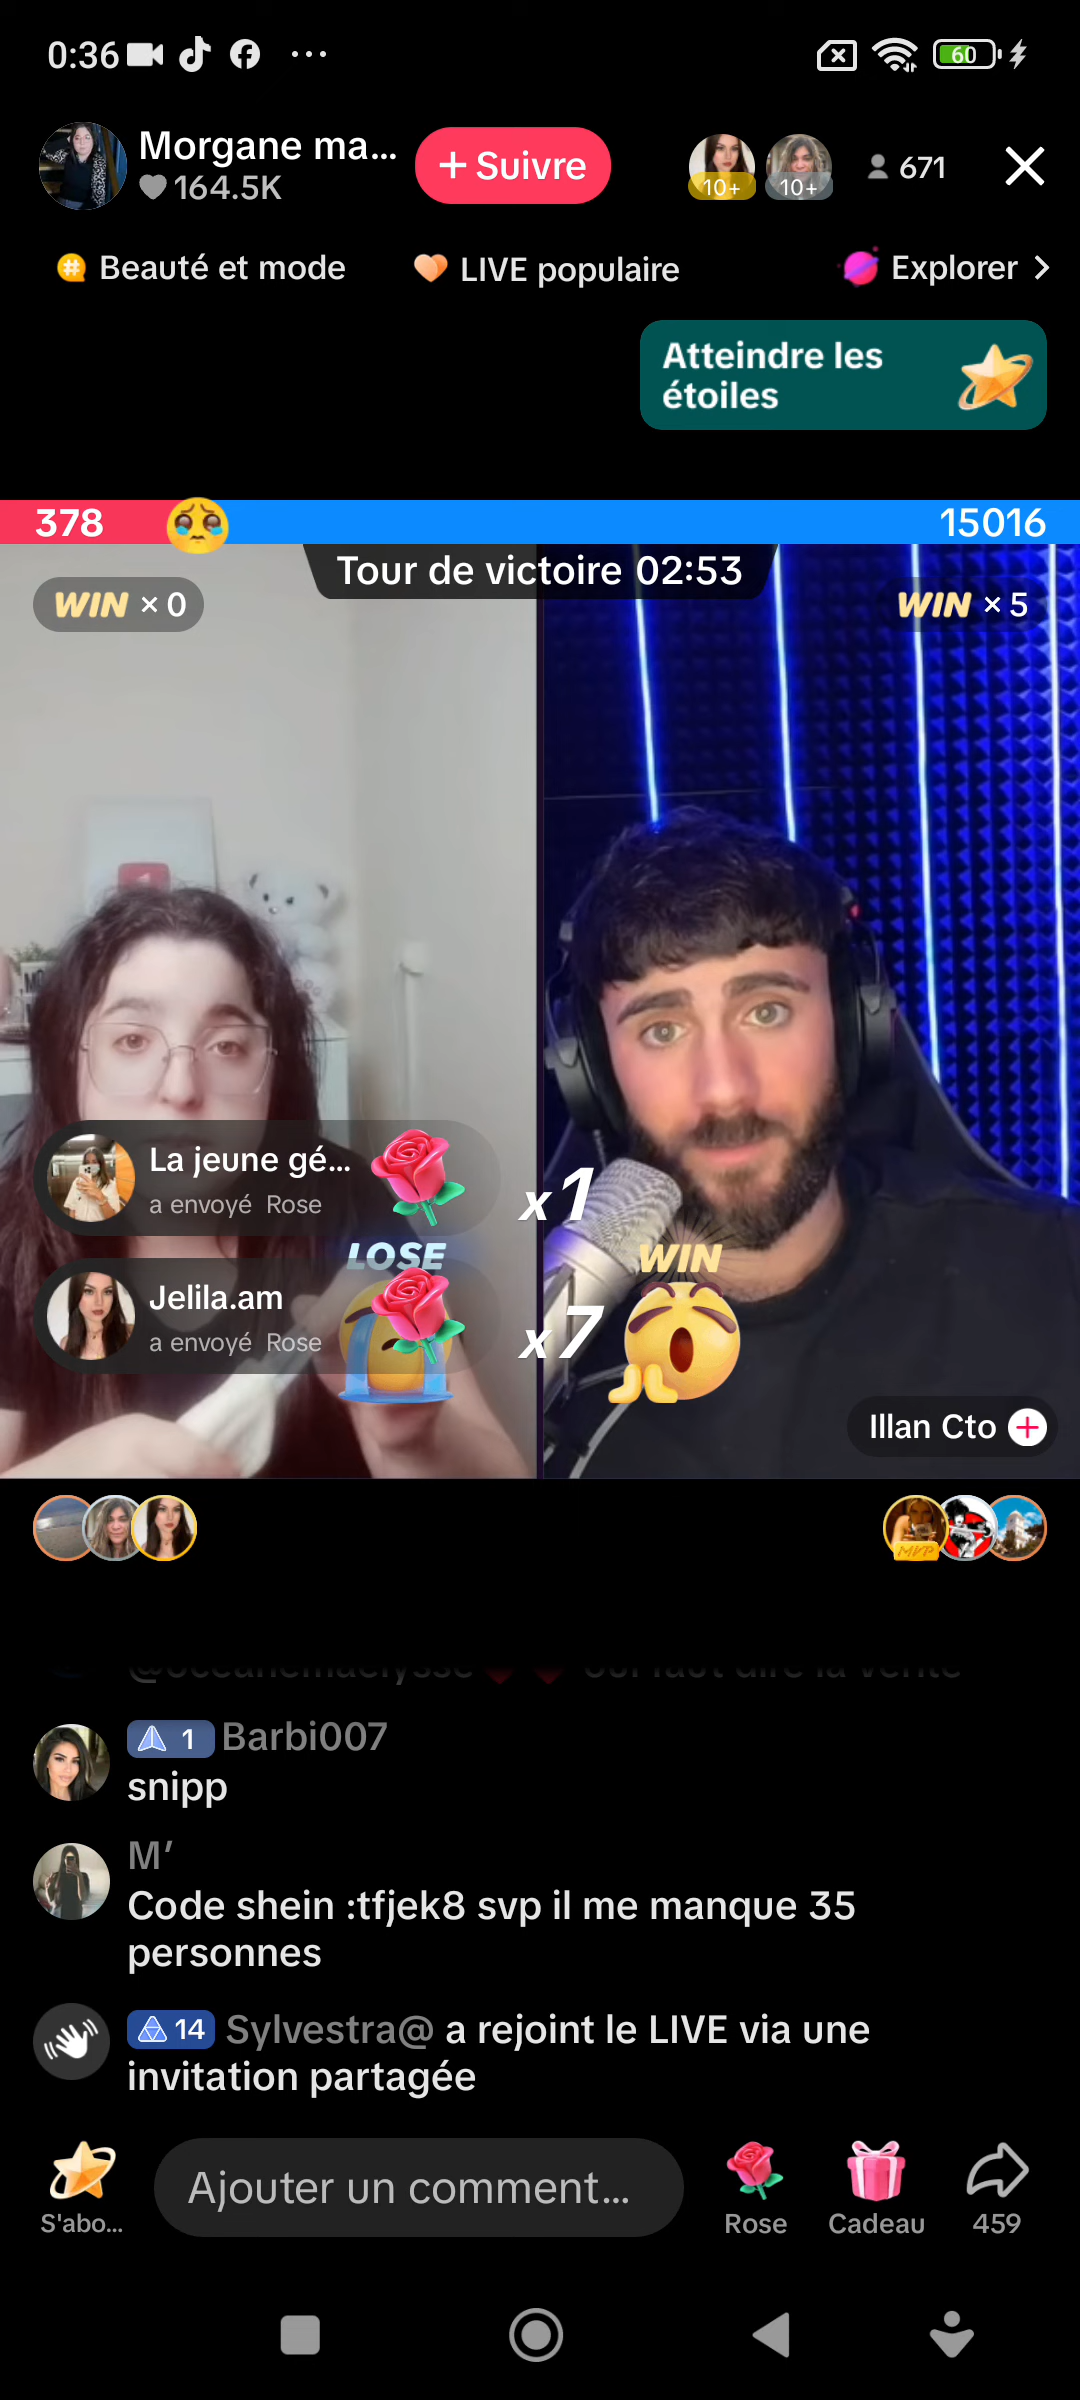 0:36
60
Morgane ma...
164.5K
+ Suivre
10+
10+
671
Beauté et mode
LIVE populaire
Explorer >
Atteindre les
étoiles
378
15016
Tour de victoire 02:53
WIN × 0
WIN × 5
La jeune gé...
a envoyé Rose
x1
LOSE
WIN
Jelila.am
a envoyé Rose
x7
Illan Cto
MVP
1 Barbi007
snipp
M’
Code shein :tfjek8 svp il me manque 35
personnes
14 Sylvestra@ a rejoint le LIVE via une
invitation partagée
S'abo...
Ajouter un comment...
Rose
Cadeau
459